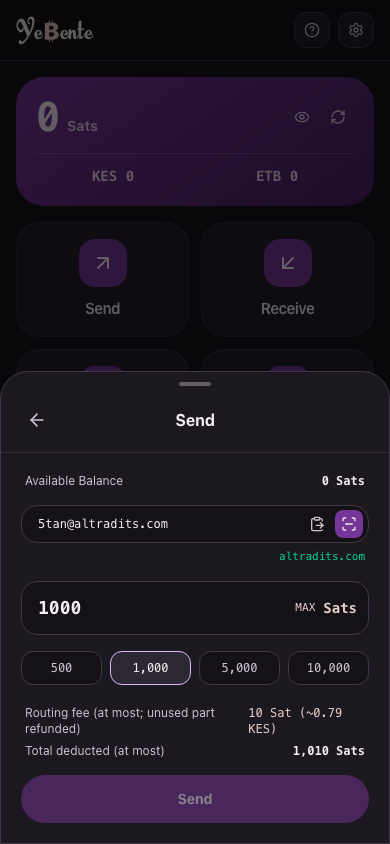 YeBente
0 Sats
KES 0 ETB 0
Send Receive
Send
Available Balance 0 Sats
5tan@altradits.com
altradits.com
1000 MAX Sats
500 1,000 5,000 10,000
Routing fee (at most; unused part 10 Sat (~0.79
refunded) KES)
Total deducted (at most) 1,010 Sats
Send